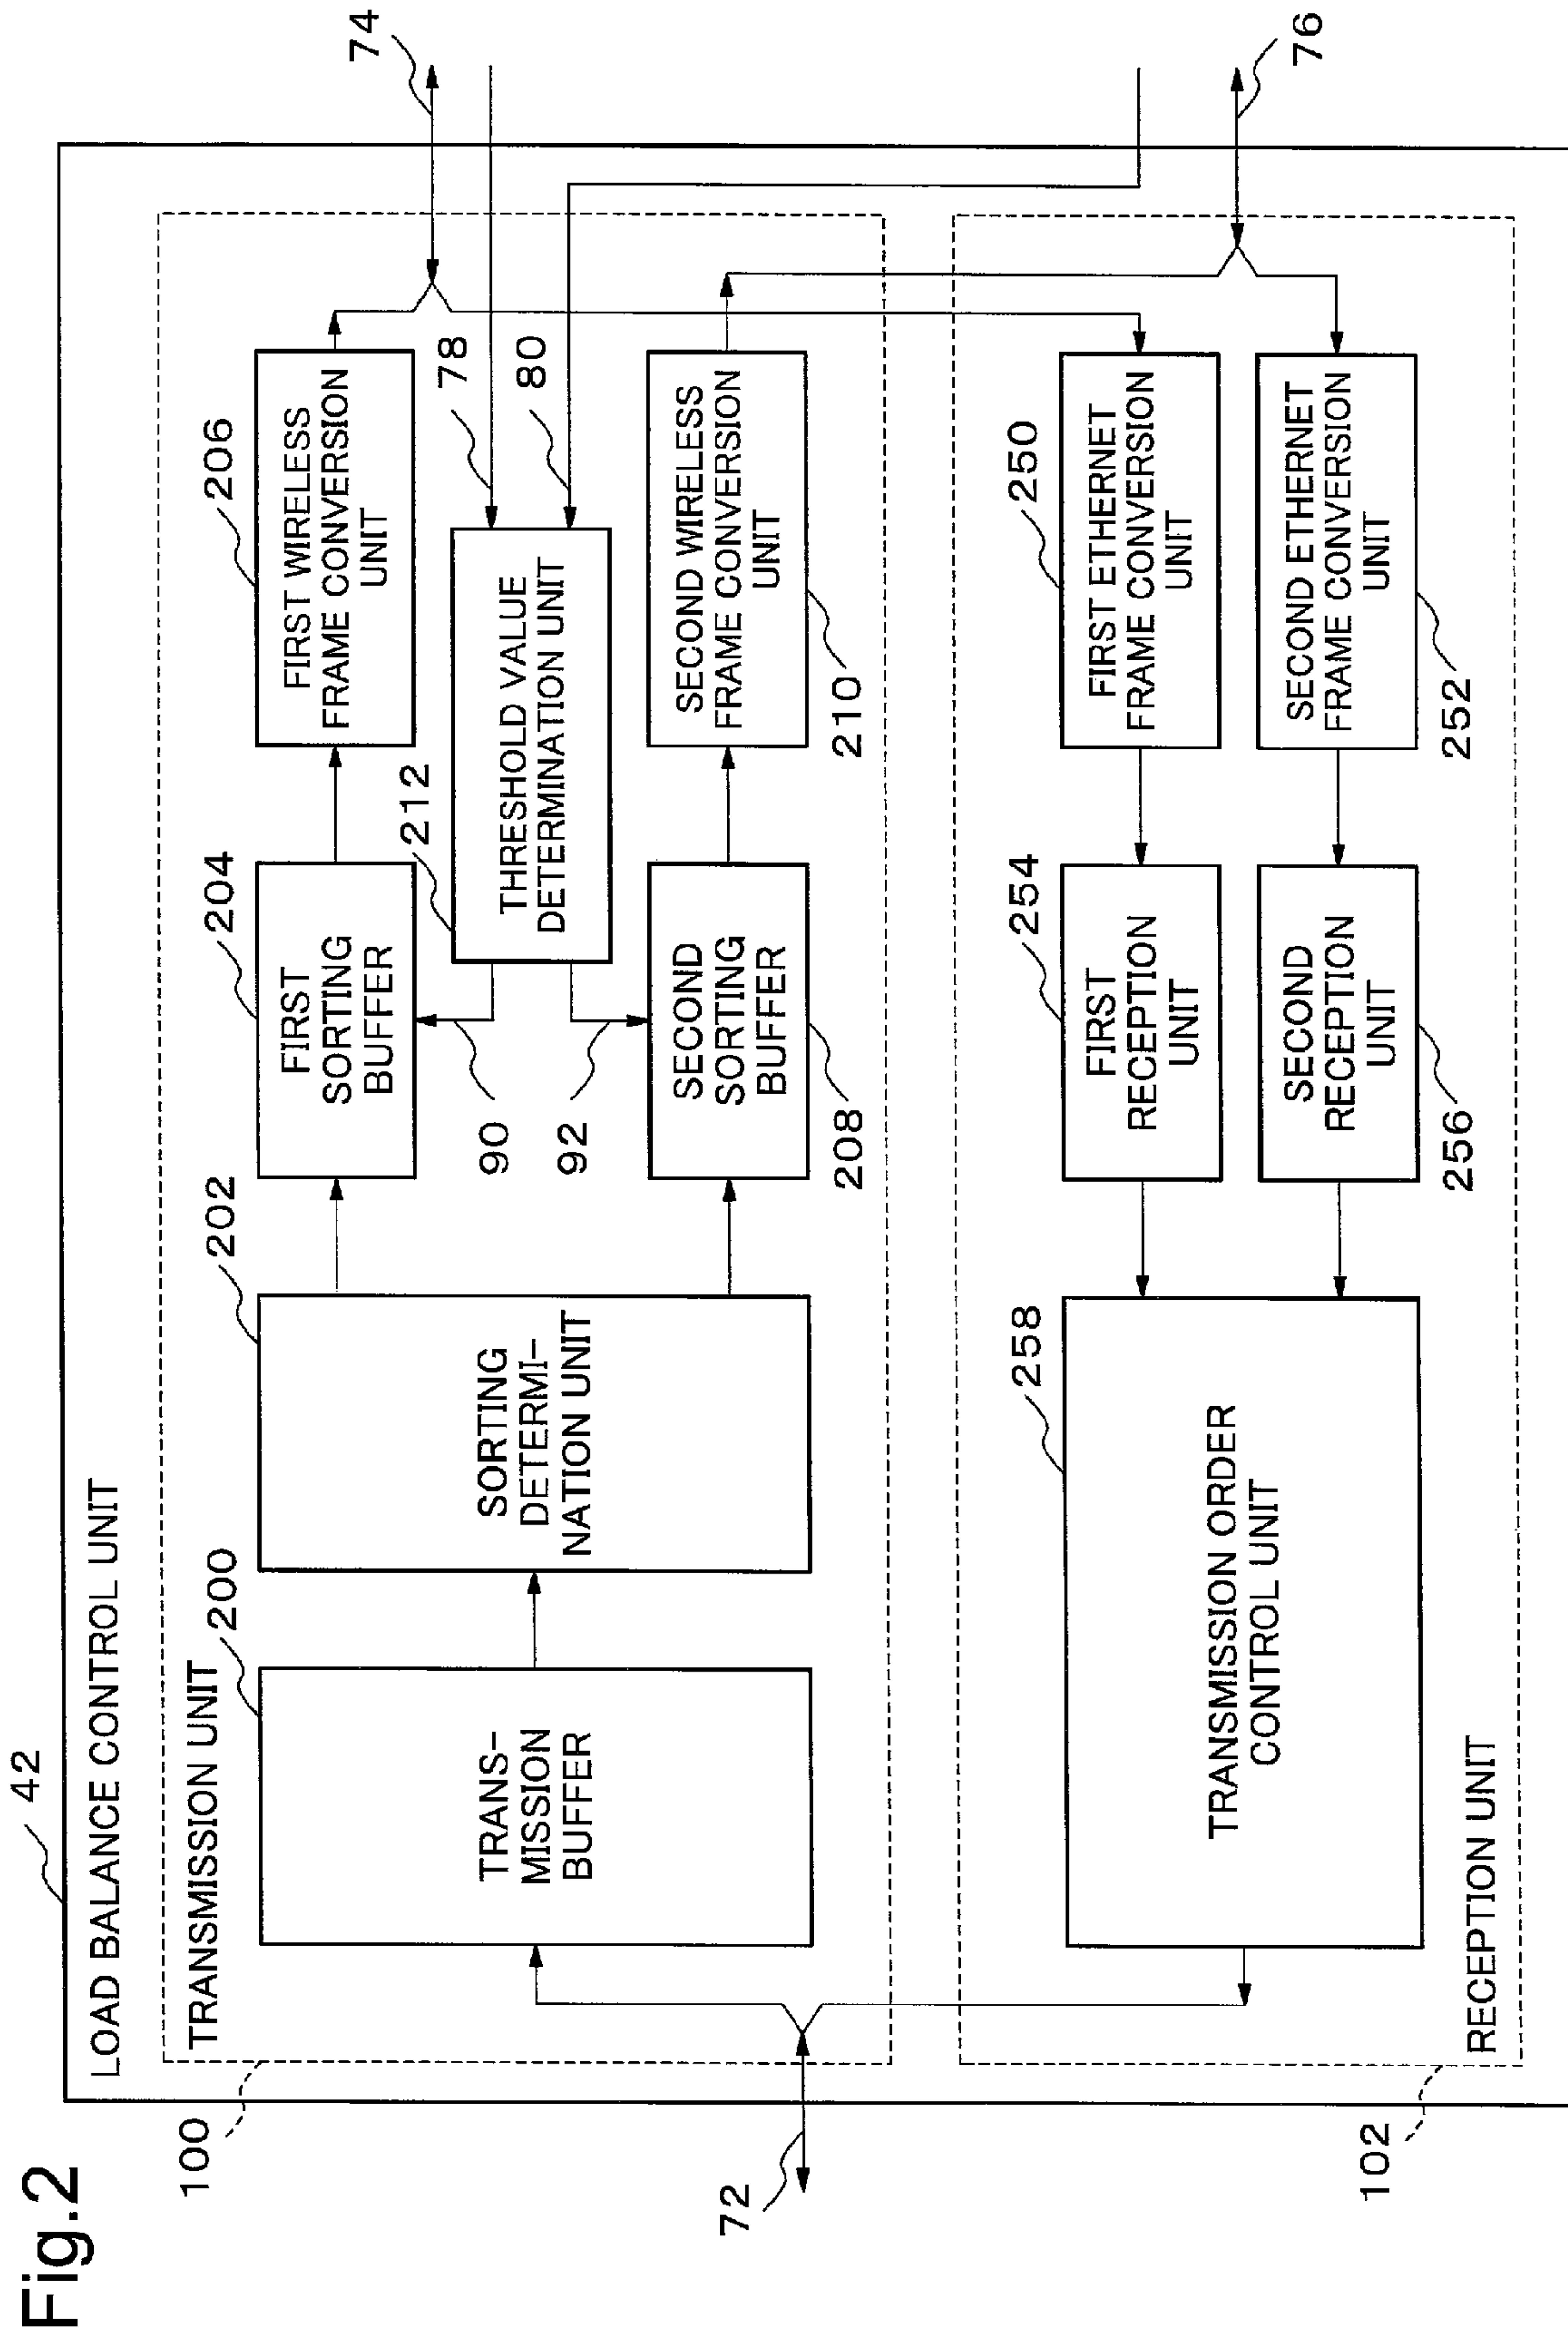 Fig.2
42
LOAD BALANCE CONTROL UNIT
100
TRANSMISSION UNIT
200
TRANS-
MISSION
BUFFER
202
SORTING
DETERMI-
NATION UNIT
204
FIRST
SORTING
BUFFER
206
FIRST WIRELESS
FRAME CONVERSION
UNIT
74
90
92
212
THRESHOLD VALUE
DETERMINATION UNIT
78
80
SECOND
SORTING
BUFFER
208
SECOND WIRELESS
FRAME CONVERSION
UNIT
210
72
258
TRANSMISSION ORDER
CONTROL UNIT
254
FIRST
RECEPTION
UNIT
250
FIRST ETHERNET
FRAME CONVERSION
UNIT
76
SECOND
RECEPTION
UNIT
256
SECOND ETHERNET
FRAME CONVERSION
UNIT
252
102
RECEPTION UNIT